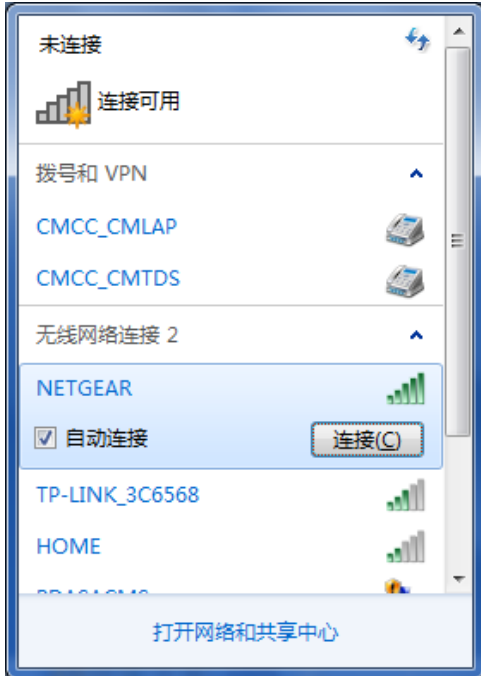 未连接
连接可用
拨号和 VPN
CMCC_CMLAP
CMCC_CMTDS
无线网络连接 2
NETGEAR
自动连接
连接(C)
TP-LINK_3C6568
HOME
打开网络和共享中心